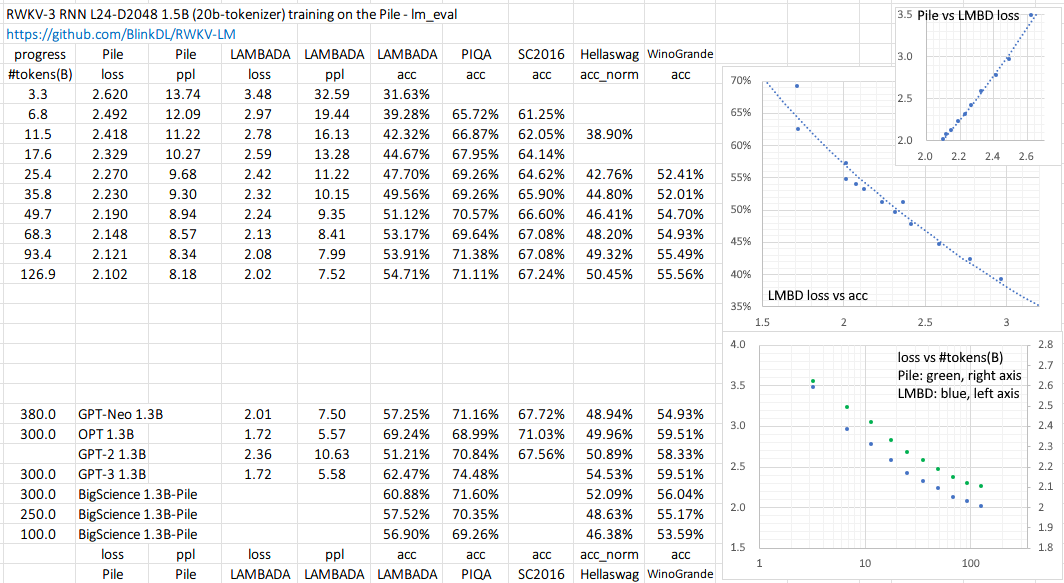 RWKV-3 RNN L24-D2048 1.5B (20b-tokenizer) training on the Pile - lm_eval
https://github.com/BlinkDL/RWKV-LM
progress Pile Pile LAMBADA LAMBADA LAMBADA PIQA SC2016 Hellaswag WinoGrande
#tokens(B) loss ppl loss ppl acc acc acc acc_norm acc
3.3 2.620 13.74 3.48 32.59 31.63%
6.8 2.492 12.09 2.97 19.44 39.28% 65.72% 61.25%
11.5 2.418 11.22 2.78 16.13 42.32% 66.87% 62.05% 38.90%
17.6 2.329 10.27 2.59 13.28 44.67% 67.95% 64.14%
25.4 2.270 9.68 2.42 11.22 47.70% 69.26% 64.62% 42.76% 52.41%
35.8 2.230 9.30 2.32 10.15 49.56% 69.26% 65.90% 44.80% 52.01%
49.7 2.190 8.94 2.24 9.35 51.12% 70.57% 66.60% 46.41% 54.70%
68.3 2.148 8.57 2.13 8.41 53.17% 69.64% 67.08% 48.20% 54.93%
93.4 2.121 8.34 2.08 7.99 53.91% 71.38% 67.08% 49.32% 55.49%
126.9 2.102 8.18 2.02 7.52 54.71% 71.11% 67.24% 50.45% 55.56%
380.0 GPT-Neo 1.3B 2.01 7.50 57.25% 71.16% 67.72% 48.94% 54.93%
300.0 OPT 1.3B 1.72 5.57 69.24% 68.99% 71.03% 49.96% 59.51%
GPT-2 1.3B 2.36 10.63 51.21% 70.84% 67.56% 50.89% 58.33%
300.0 GPT-3 1.3B 1.72 5.58 62.47% 74.48% 54.53% 59.51%
300.0 BigScience 1.3B-Pile 60.88% 71.60% 52.09% 56.04%
250.0 BigScience 1.3B-Pile 57.52% 70.35% 48.63% 55.17%
100.0 BigScience 1.3B-Pile 56.90% 69.26% 46.38% 53.59%
loss ppl loss ppl acc acc acc acc_norm acc
Pile Pile LAMBADA LAMBADA LAMBADA PIQA SC2016 Hellaswag WinoGrande
Pile vs LMBD loss
3.5
3.0
2.5
2.0
2.0 2.2 2.4 2.6
70%
65%
60%
55%
50%
45%
40%
35%
LMBD loss vs acc
1.5 2 2.5 3
loss vs #tokens(B)
Pile: green, right axis
LMBD: blue, left axis
4.0 2.8
2.7
3.5 2.6
2.5
3.0 2.4
2.3
2.5 2.2
2.1
2.0 2
1.9
1.5 1.8
1 10 100